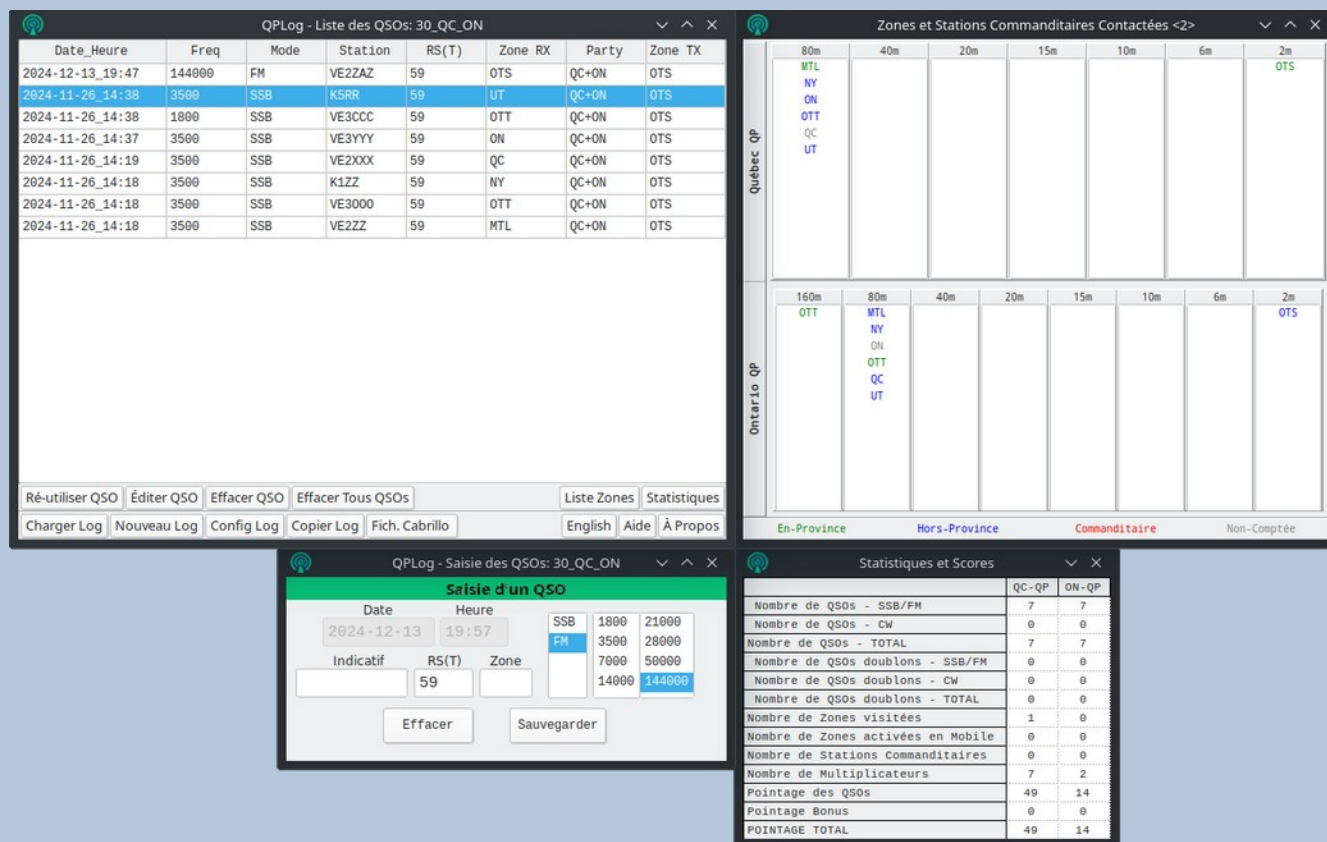 QPLog - Liste des QSOs: 30_QC_ON
Date_Heure Freq Mode Station RS(T) Zone RX Party Zone TX
2024-12-13_19:47 144000 FM VE2ZAZ 59 OTS QC+ON OTS
2024-11-26_14:38 3500 SSB K5RR 59 UT QC+ON OTS
2024-11-26_14:38 1800 SSB VE3CCC 59 OTT QC+ON OTS
2024-11-26_14:37 3500 SSB VE3YYY 59 ON QC+ON OTS
2024-11-26_14:19 3500 SSB VE2XXX 59 QC QC+ON OTS
2024-11-26_14:18 3500 SSB K1ZZ 59 NY QC+ON OTS
2024-11-26_14:18 3500 SSB VE3OOO 59 OTT QC+ON OTS
2024-11-26_14:18 3500 SSB VE2ZZ 59 MTL QC+ON OTS
Ré-utiliser QSO Éditer QSO Effacer QSO Effacer Tous QSOs Liste Zones Statistiques
Charger Log Nouveau Log Config Log Copier Log Fich. Cabrillo English Aide À Propos
Zones et Stations Commanditaires Contactées <2>
Québec QP
80m 40m 20m 15m 10m 6m 2m
MTL OTS
NY
ON
OTT
QC
UT
Ontario QP
160m 80m 40m 20m 15m 10m 6m 2m
OTT MTL OTS
NY
ON
OTT
QC
UT
En-Province Hors-Province Commanditaire Non-Comptée
QPLog - Saisie des QSOs: 30_QC_ON
Saisie d'un QSO
Date Heure
2024-12-13 19:57
Indicatif RS(T) Zone
59
SSB 1800 21000
FM 3500 28000
7000 50000
14000 144000
Effacer Sauvegarder
Statistiques et Scores
QC-QP ON-QP
Nombre de QSOs - SSB/FM 7 7
Nombre de QSOs - CW 0 0
Nombre de QSOs - TOTAL 7 7
Nombre de QSOs doublons - SSB/FM 0 0
Nombre de QSOs doublons - CW 0 0
Nombre de QSOs doublons - TOTAL 0 0
Nombre de Zones visitées 1 0
Nombre de Zones activées en Mobile 0 0
Nombre de Stations Commanditaires 0 0
Nombre de Multiplicateurs 7 2
Pointage des QSOs 49 14
Pointage Bonus 0 0
POINTAGE TOTAL 49 14